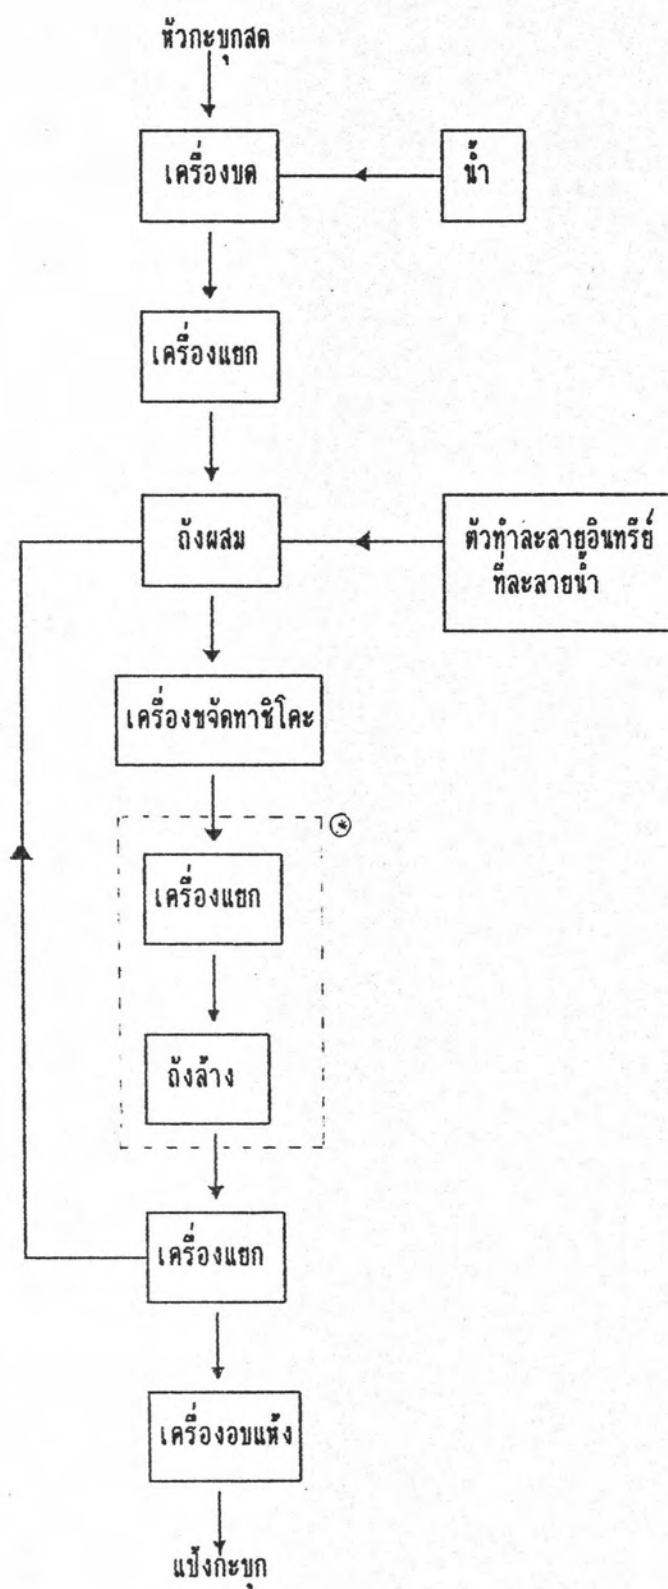 หัวกะบุกสด
เครื่องบด
น้ำ
เครื่องแยก
ถังผสม
ตัวทำละลายอินทรีย์
ที่ละลายน้ำ
เครื่องขจัดทาชิโคะ
*
เครื่องแยก
ถังล้าง
เครื่องแยก
เครื่องอบแห้ง
แป้งกะบุก